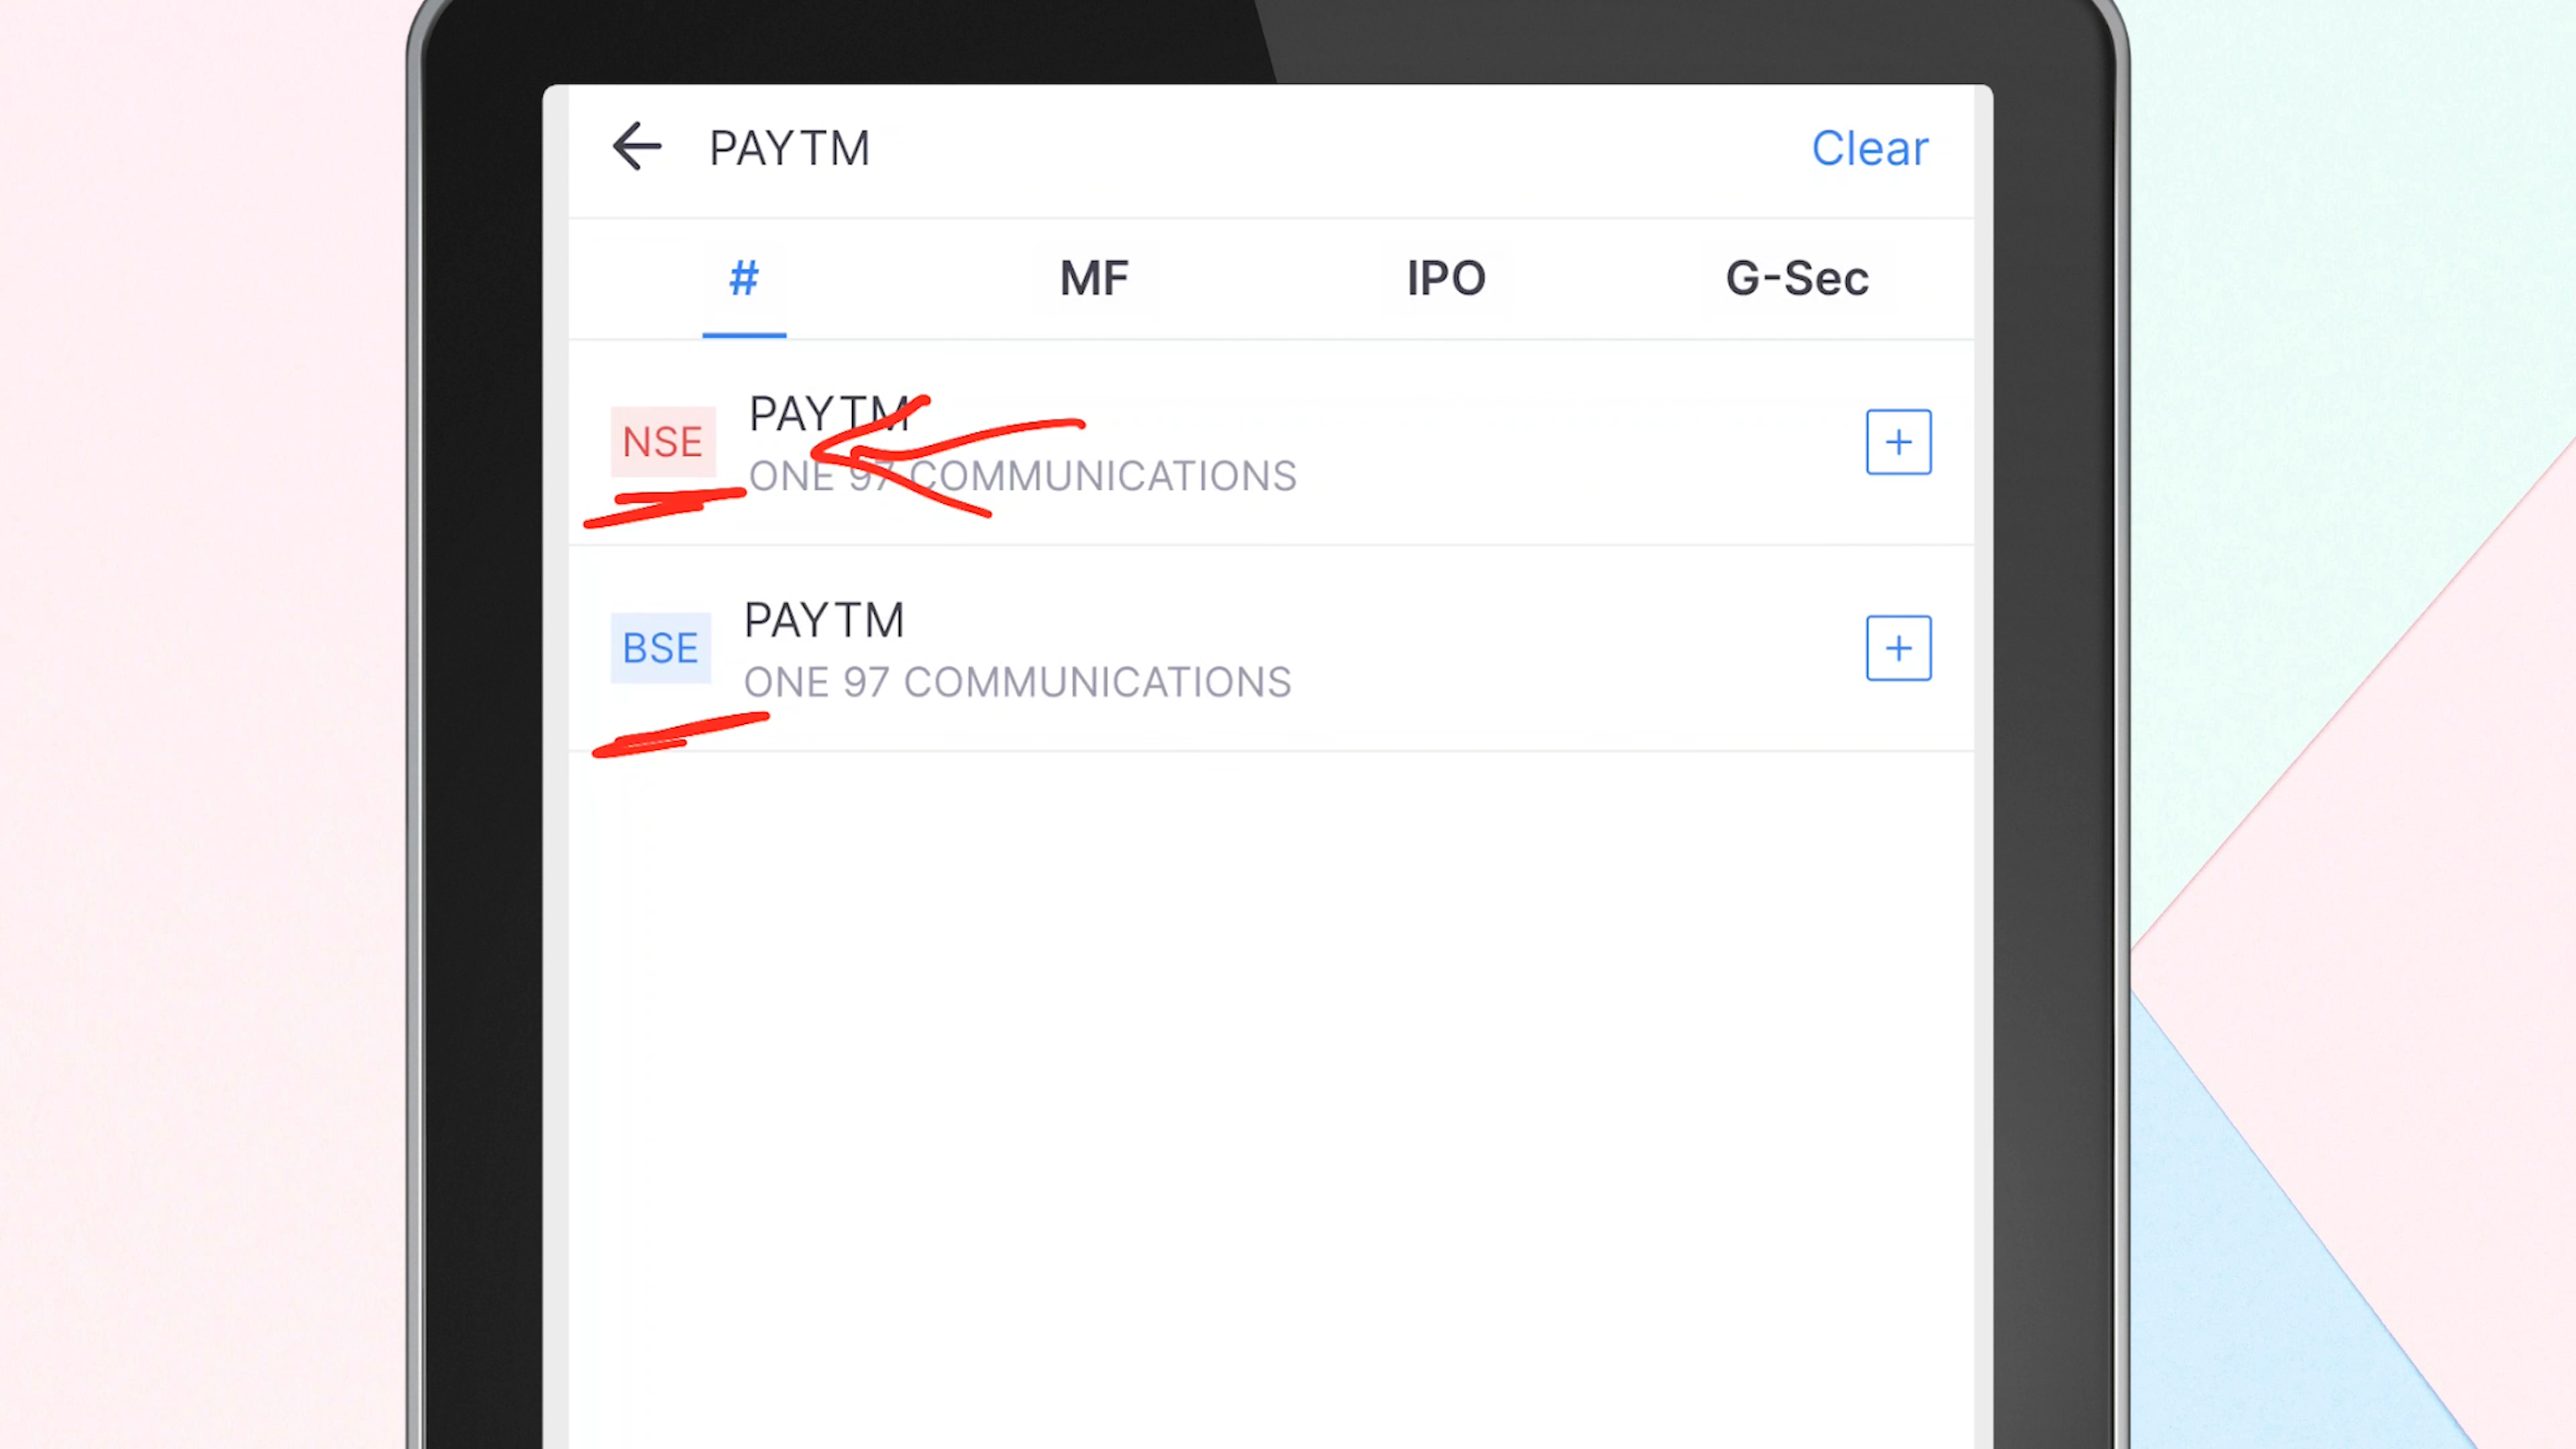 PAYTM
Clear
# MF IPO G-Sec
NSE
PAYTM
ONE 97 COMMUNICATIONS
BSE
PAYTM
ONE 97 COMMUNICATIONS